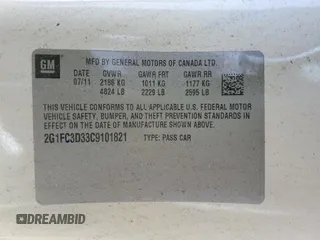 GM
MFD BY GENERAL MOTORS OF CANADA LTD.
DATE GVWR GAWR FRT GAWR RR
07/11 2188 KG 1011 KG 1177 KG
4824 LB 2229 LB 2595 LB
THIS VEHICLE CONFORMS TO ALL APPLICABLE U.S. FEDERAL MOTOR
VEHICLE SAFETY, BUMPER, AND THEFT PREVENTION STANDARDS
IN EFFECT ON THE DATE OF MANUFACTURE SHOWN ABOVE.
2G1FC3D33C9101821 TYPE: PASS CAR
DREAMBID